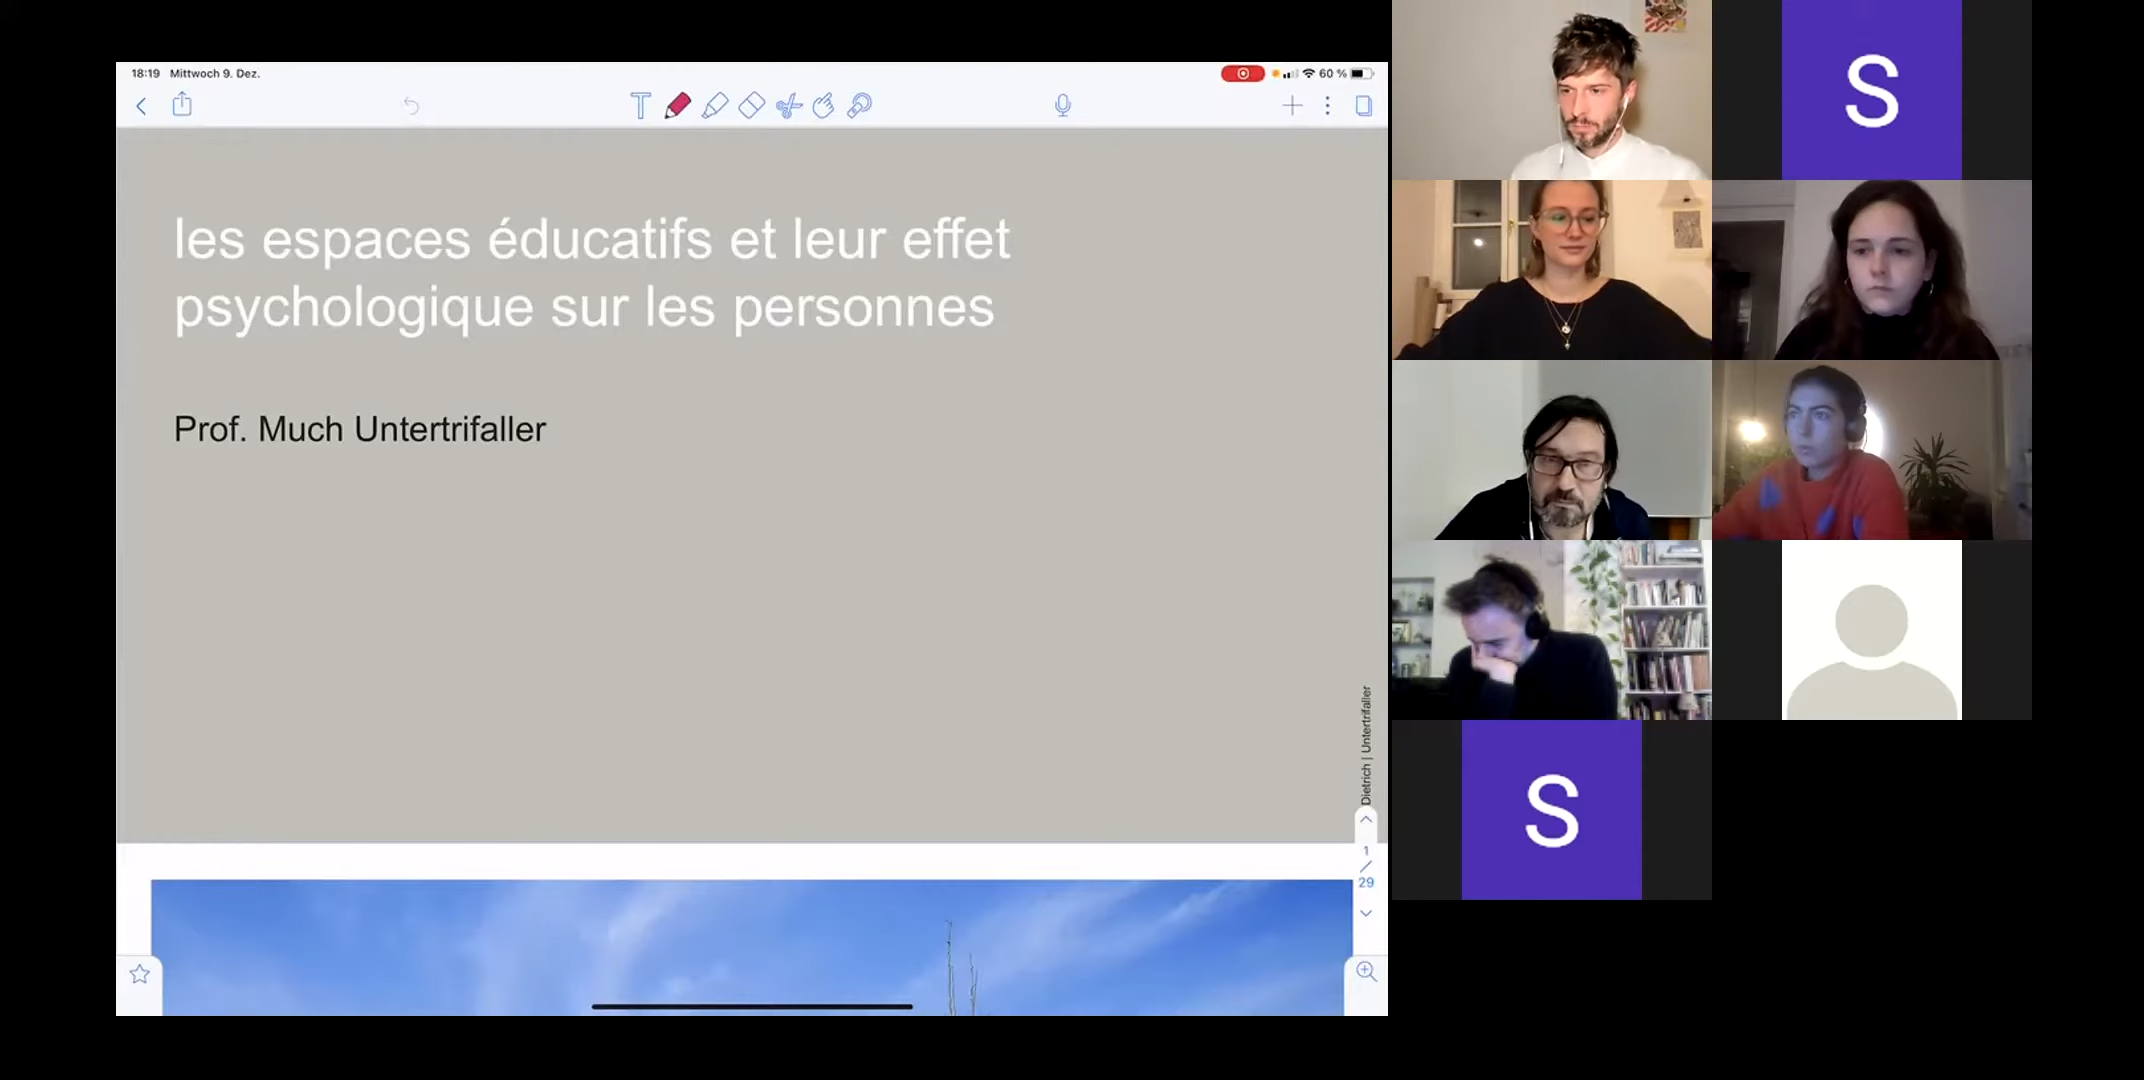 18:19 Mittwoch 9. Dez.
60 %
T
les espaces éducatifs et leur effet
psychologique sur les personnes
Prof. Much Untertrifaller
Dietrich | Untertrifaller
1
/
29
S
S